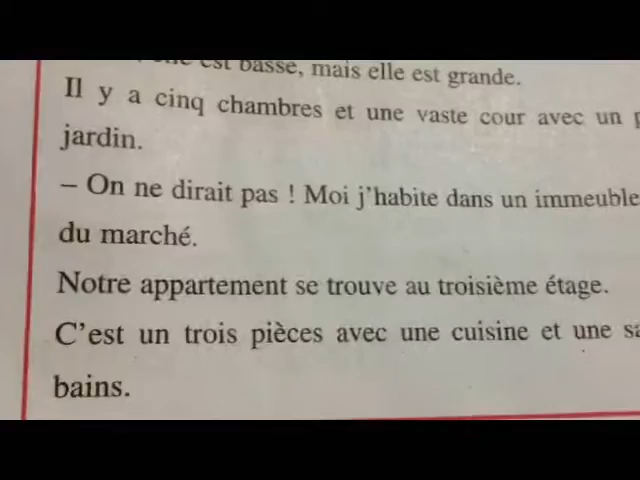 est basse, mais elle est grande.
Il y a cinq chambres et une vaste cour avec un
jardin.
– On ne dirait pas ! Moi j'habite dans un immeuble
du marché.
Notre appartement se trouve au troisième étage.
C'est un trois pièces avec une cuisine et une
bains.